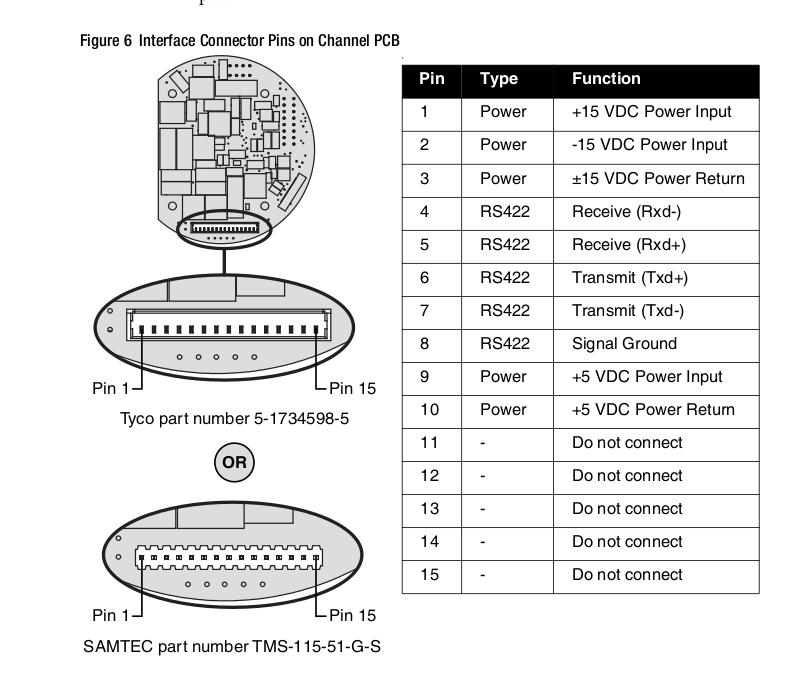 Figure 6 Interface Connector Pins on Channel PCB
Pin 1
Pin 15
Tyco part number 5-1734598-5
OR
Pin 1
Pin 15
SAMTEC part number TMS-115-51-G-S
Pin Type Function
1 Power +15 VDC Power Input
2 Power -15 VDC Power Input
3 Power ±15 VDC Power Return
4 RS422 Receive (Rxd-)
5 RS422 Receive (Rxd+)
6 RS422 Transmit (Txd+)
7 RS422 Transmit (Txd-)
8 RS422 Signal Ground
9 Power +5 VDC Power Input
10 Power +5 VDC Power Return
11 - Do not connect
12 - Do not connect
13 - Do not connect
14 - Do not connect
15 - Do not connect